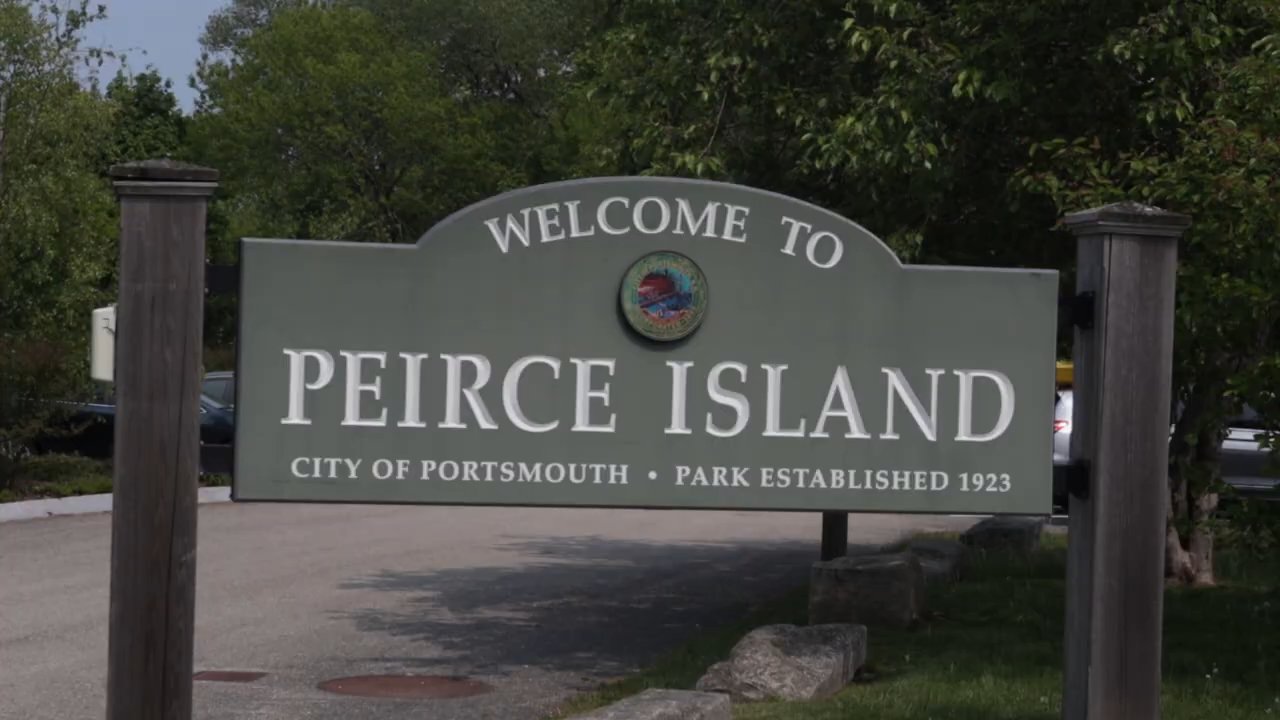 WELCOME TO
PEIRCE ISLAND
CITY OF PORTSMOUTH • PARK ESTABLISHED 1923